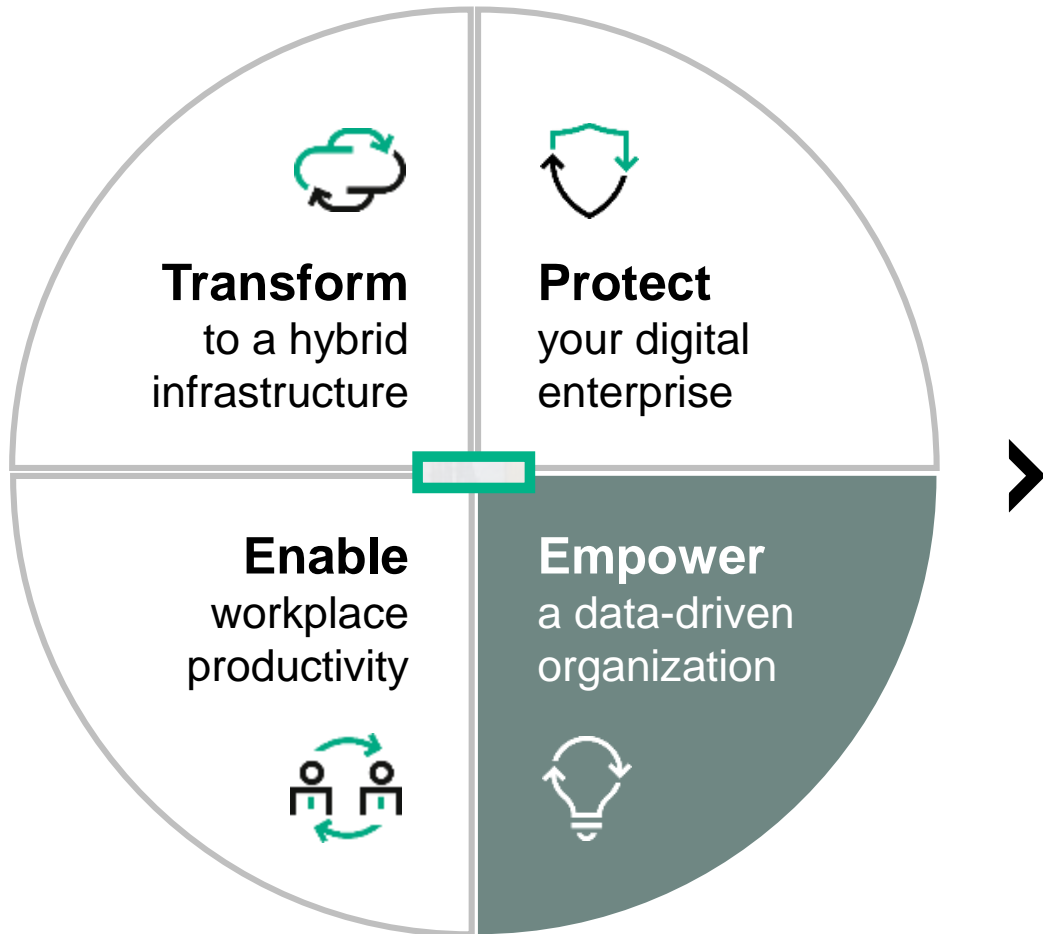 Transform
to a hybrid
infrastructure
Protect
your digital
enterprise
Enable
workplace
productivity
Empower
a data-driven
organization